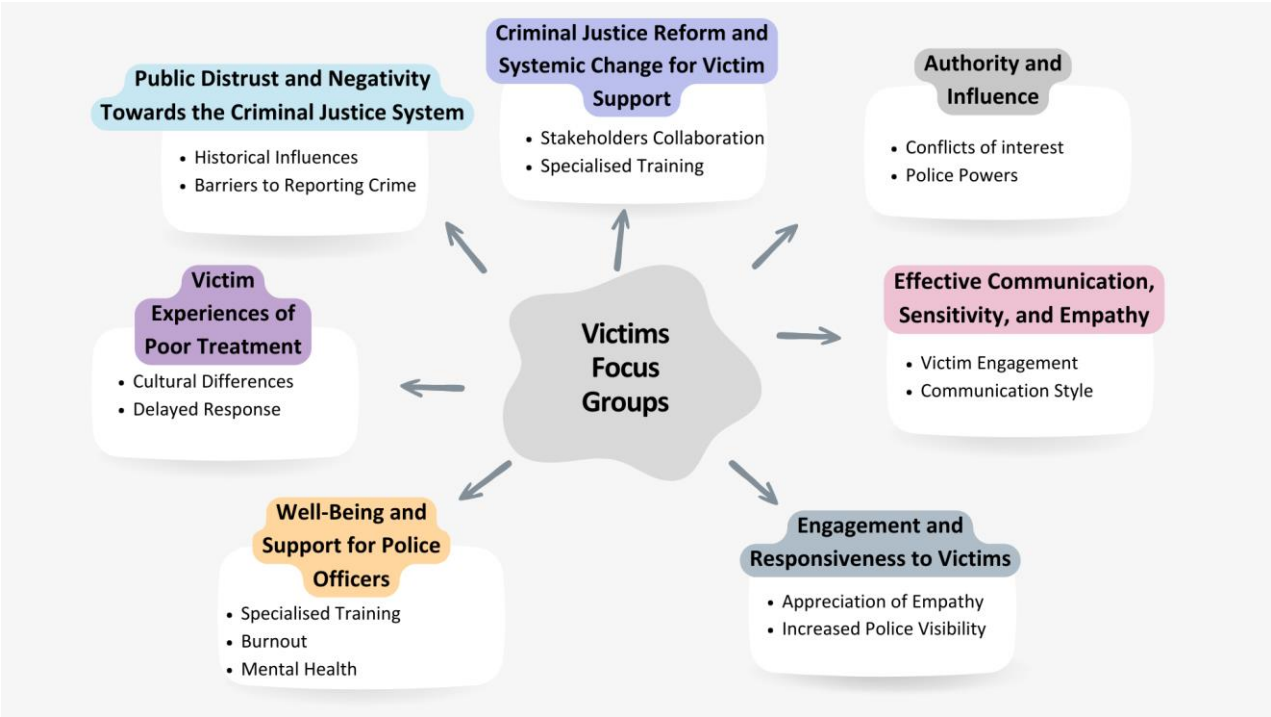 Criminal Justice Reform and
Systemic Change for Victim
Support
• Stakeholders Collaboration
• Specialised Training
Public Distrust and Negativity
Towards the Criminal Justice System
• Historical Influences
• Barriers to Reporting Crime
Authority and
Influence
• Conflicts of interest
• Police Powers
Victim
Experiences of
Poor Treatment
• Cultural Differences
• Delayed Response
Victims
Focus
Groups
Effective Communication,
Sensitivity, and Empathy
• Victim Engagement
• Communication Style
Well-Being and
Support for Police
Officers
• Specialised Training
• Burnout
• Mental Health
Engagement and
Responsiveness to Victims
• Appreciation of Empathy
• Increased Police Visibility